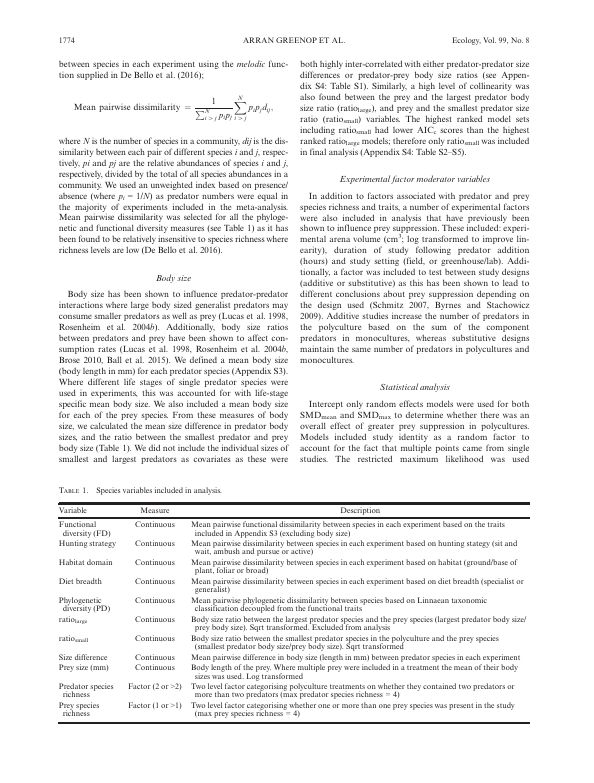 1774
ARRAN GREENOP ET AL.
Ecology, Vol. 99, No. 8
between species in each experiment using the melodic func-
tion supplied in De Bello et al. (2016);
Mean pairwise dissimilarity = 1 / ∑^N_{i>j} p_i p_j ∑^N_{i>j} p_i p_j d_ij,
where N is the number of species in a community, dij is the dis-
similarity between each pair of different species i and j, respec-
tively, pi and pj are the relative abundances of species i and j,
respectively, divided by the total of all species abundances in a
community. We used an unweighted index based on presence/
absence (where p_i = 1/N) as predator numbers were equal in
the majority of experiments included in the meta-analysis.
Mean pairwise dissimilarity was selected for all the phyloge-
netic and functional diversity measures (see Table 1) as it has
been found to be relatively insensitive to species richness where
richness levels are low (De Bello et al. 2016).
Body size
Body size has been shown to influence predator-predator
interactions where large body sized generalist predators may
consume smaller predators as well as prey (Lucas et al. 1998,
Rosenheim et al. 2004b). Additionally, body size ratios
between predators and prey have been shown to affect con-
sumption rates (Lucas et al. 1998, Rosenheim et al. 2004b,
Brose 2010, Ball et al. 2015). We defined a mean body size
(body length in mm) for each predator species (Appendix S3).
Where different life stages of single predator species were
used in experiments, this was accounted for with life-stage
specific mean body size. We also included a mean body size
for each of the prey species. From these measures of body
size, we calculated the mean size difference in predator body
sizes, and the ratio between the smallest predator and prey
body size (Table 1). We did not include the individual sizes of
smallest and largest predators as covariates as these were
both highly inter-correlated with either predator-predator size
differences or predator-prey body size ratios (see Appen-
dix S4: Table S1). Similarly, a high level of collinearity was
also found between the prey and the largest predator body
size ratio (ratio_large), and prey and the smallest predator size
ratio (ratio_small) variables. The highest ranked model sets
including ratio_small had lower AIC_c scores than the highest
ranked ratio_large models; therefore only ratio_small was included
in final analysis (Appendix S4: Table S2–S5).
Experimental factor moderator variables
In addition to factors associated with predator and prey
species richness and traits, a number of experimental factors
were also included in analysis that have previously been
shown to influence prey suppression. These included: experi-
mental arena volume (cm³; log transformed to improve lin-
earity), duration of study following predator addition
(hours) and study setting (field, or greenhouse/lab). Addi-
tionally, a factor was included to test between study designs
(additive or substitutive) as this has been shown to lead to
different conclusions about prey suppression depending on
the design used (Schmitz 2007, Byrnes and Stachowicz
2009). Additive studies increase the number of predators in
the polyculture based on the sum of the component
predators in monocultures, whereas substitutive designs
maintain the same number of predators in polycultures and
monocultures.
Statistical analysis
Intercept only random effects models were used for both
SMD_mean and SMD_max to determine whether there was an
overall effect of greater prey suppression in polycultures.
Models included study identity as a random factor to
account for the fact that multiple points came from single
studies. The restricted maximum likelihood was used
TABLE 1. Species variables included in analysis.
Variable Measure Description
Functional Continuous Mean pairwise functional dissimilarity between species in each experiment based on the traits
diversity (FD) included in Appendix S3 (excluding body size)
Hunting strategy Continuous Mean pairwise dissimilarity between species in each experiment based on hunting stategy (sit and
wait, ambush and pursue or active)
Habitat domain Continuous Mean pairwise dissimilarity between species in each experiment based on habitat (ground/base of
plant, foliar or broad)
Diet breadth Continuous Mean pairwise dissimilarity between species in each experiment based on diet breadth (specialist or
generalist)
Phylogenetic Continuous Mean pairwise phylogenetic dissimilarity between species based on Linnaean taxonomic
diversity (PD) classification decoupled from the functional traits
ratio_large Continuous Body size ratio between the largest predator species and the prey species (largest predator body size/
prey body size). Sqrt transformed. Excluded from analysis
ratio_small Continuous Body size ratio between the smallest predator species in the polyculture and the prey species
(smallest predator body size/prey body size). Sqrt transformed
Size difference Continuous Mean pairwise difference in body size (length in mm) between predator species in each experiment
Prey size (mm) Continuous Body length of the prey. Where multiple prey were included in a treatment the mean of their body
sizes was used. Log transformed
Predator species Factor (2 or >2) Two level factor categorising polyculture treatments on whether they contained two predators or
richness more than two predators (max predator species richness = 4)
Prey species Factor (1 or >1) Two level factor categorising whether one or more than one prey species was present in the study
richness (max prey species richness = 4)